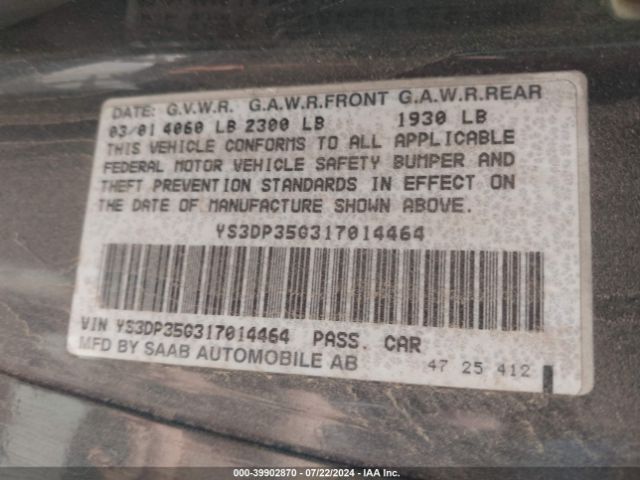 DATE: G.V.W.R. G.A.W.R.FRONT G.A.W.R.REAR
03/01 4060 LB 2300 LB 1930 LB
THIS VEHICLE CONFORMS TO ALL APPLICABLE
FEDERAL MOTOR VEHICLE SAFETY BUMPER AND
THEFT PREVENTION STANDARDS IN EFFECT ON
THE DATE OF MANUFACTURE SHOWN ABOVE.
YS3DP35G317014464
VIN YS3DP35G317014464 PASS. CAR
MFD BY SAAB AUTOMOBILE AB 47 25 412
000-39902870 - 07/22/2024 - IAA Inc.